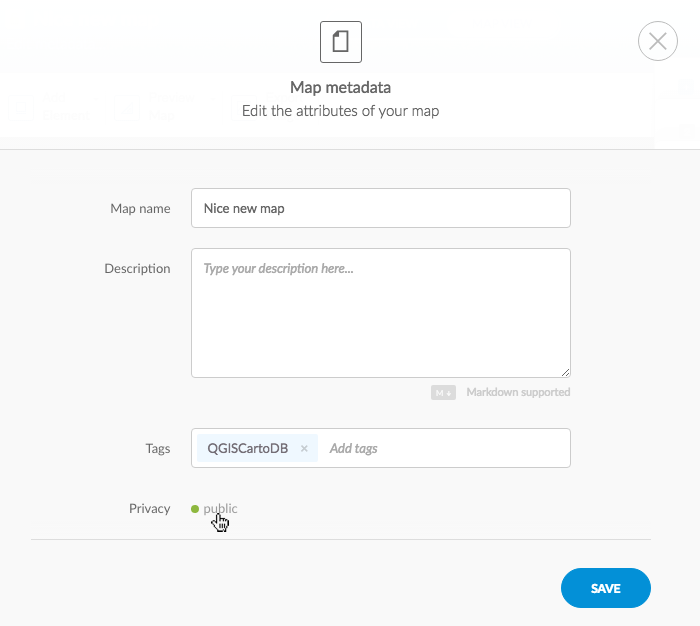 Map metadata
Edit the attributes of your map
Map name
Nice new map
Description
Type your description here...
M↓ Markdown supported
Tags
QGISCartoDB × Add tags
Privacy
public
SAVE